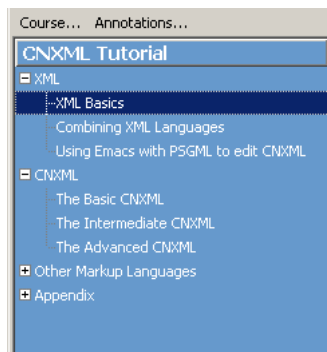 Course... Annotations...
CNXML Tutorial
XML
XML Basics
Combining XML Languages
Using Emacs with PSGML to edit CNXML
CNXML
The Basic CNXML
The Intermediate CNXML
The Advanced CNXML
Other Markup Languages
Appendix